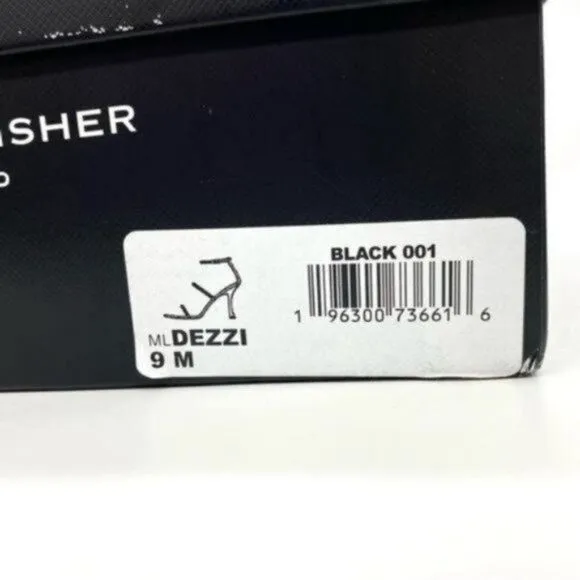 ISHER
D
BLACK 001
1 96300 73661 6
MLDEZZI
9 M